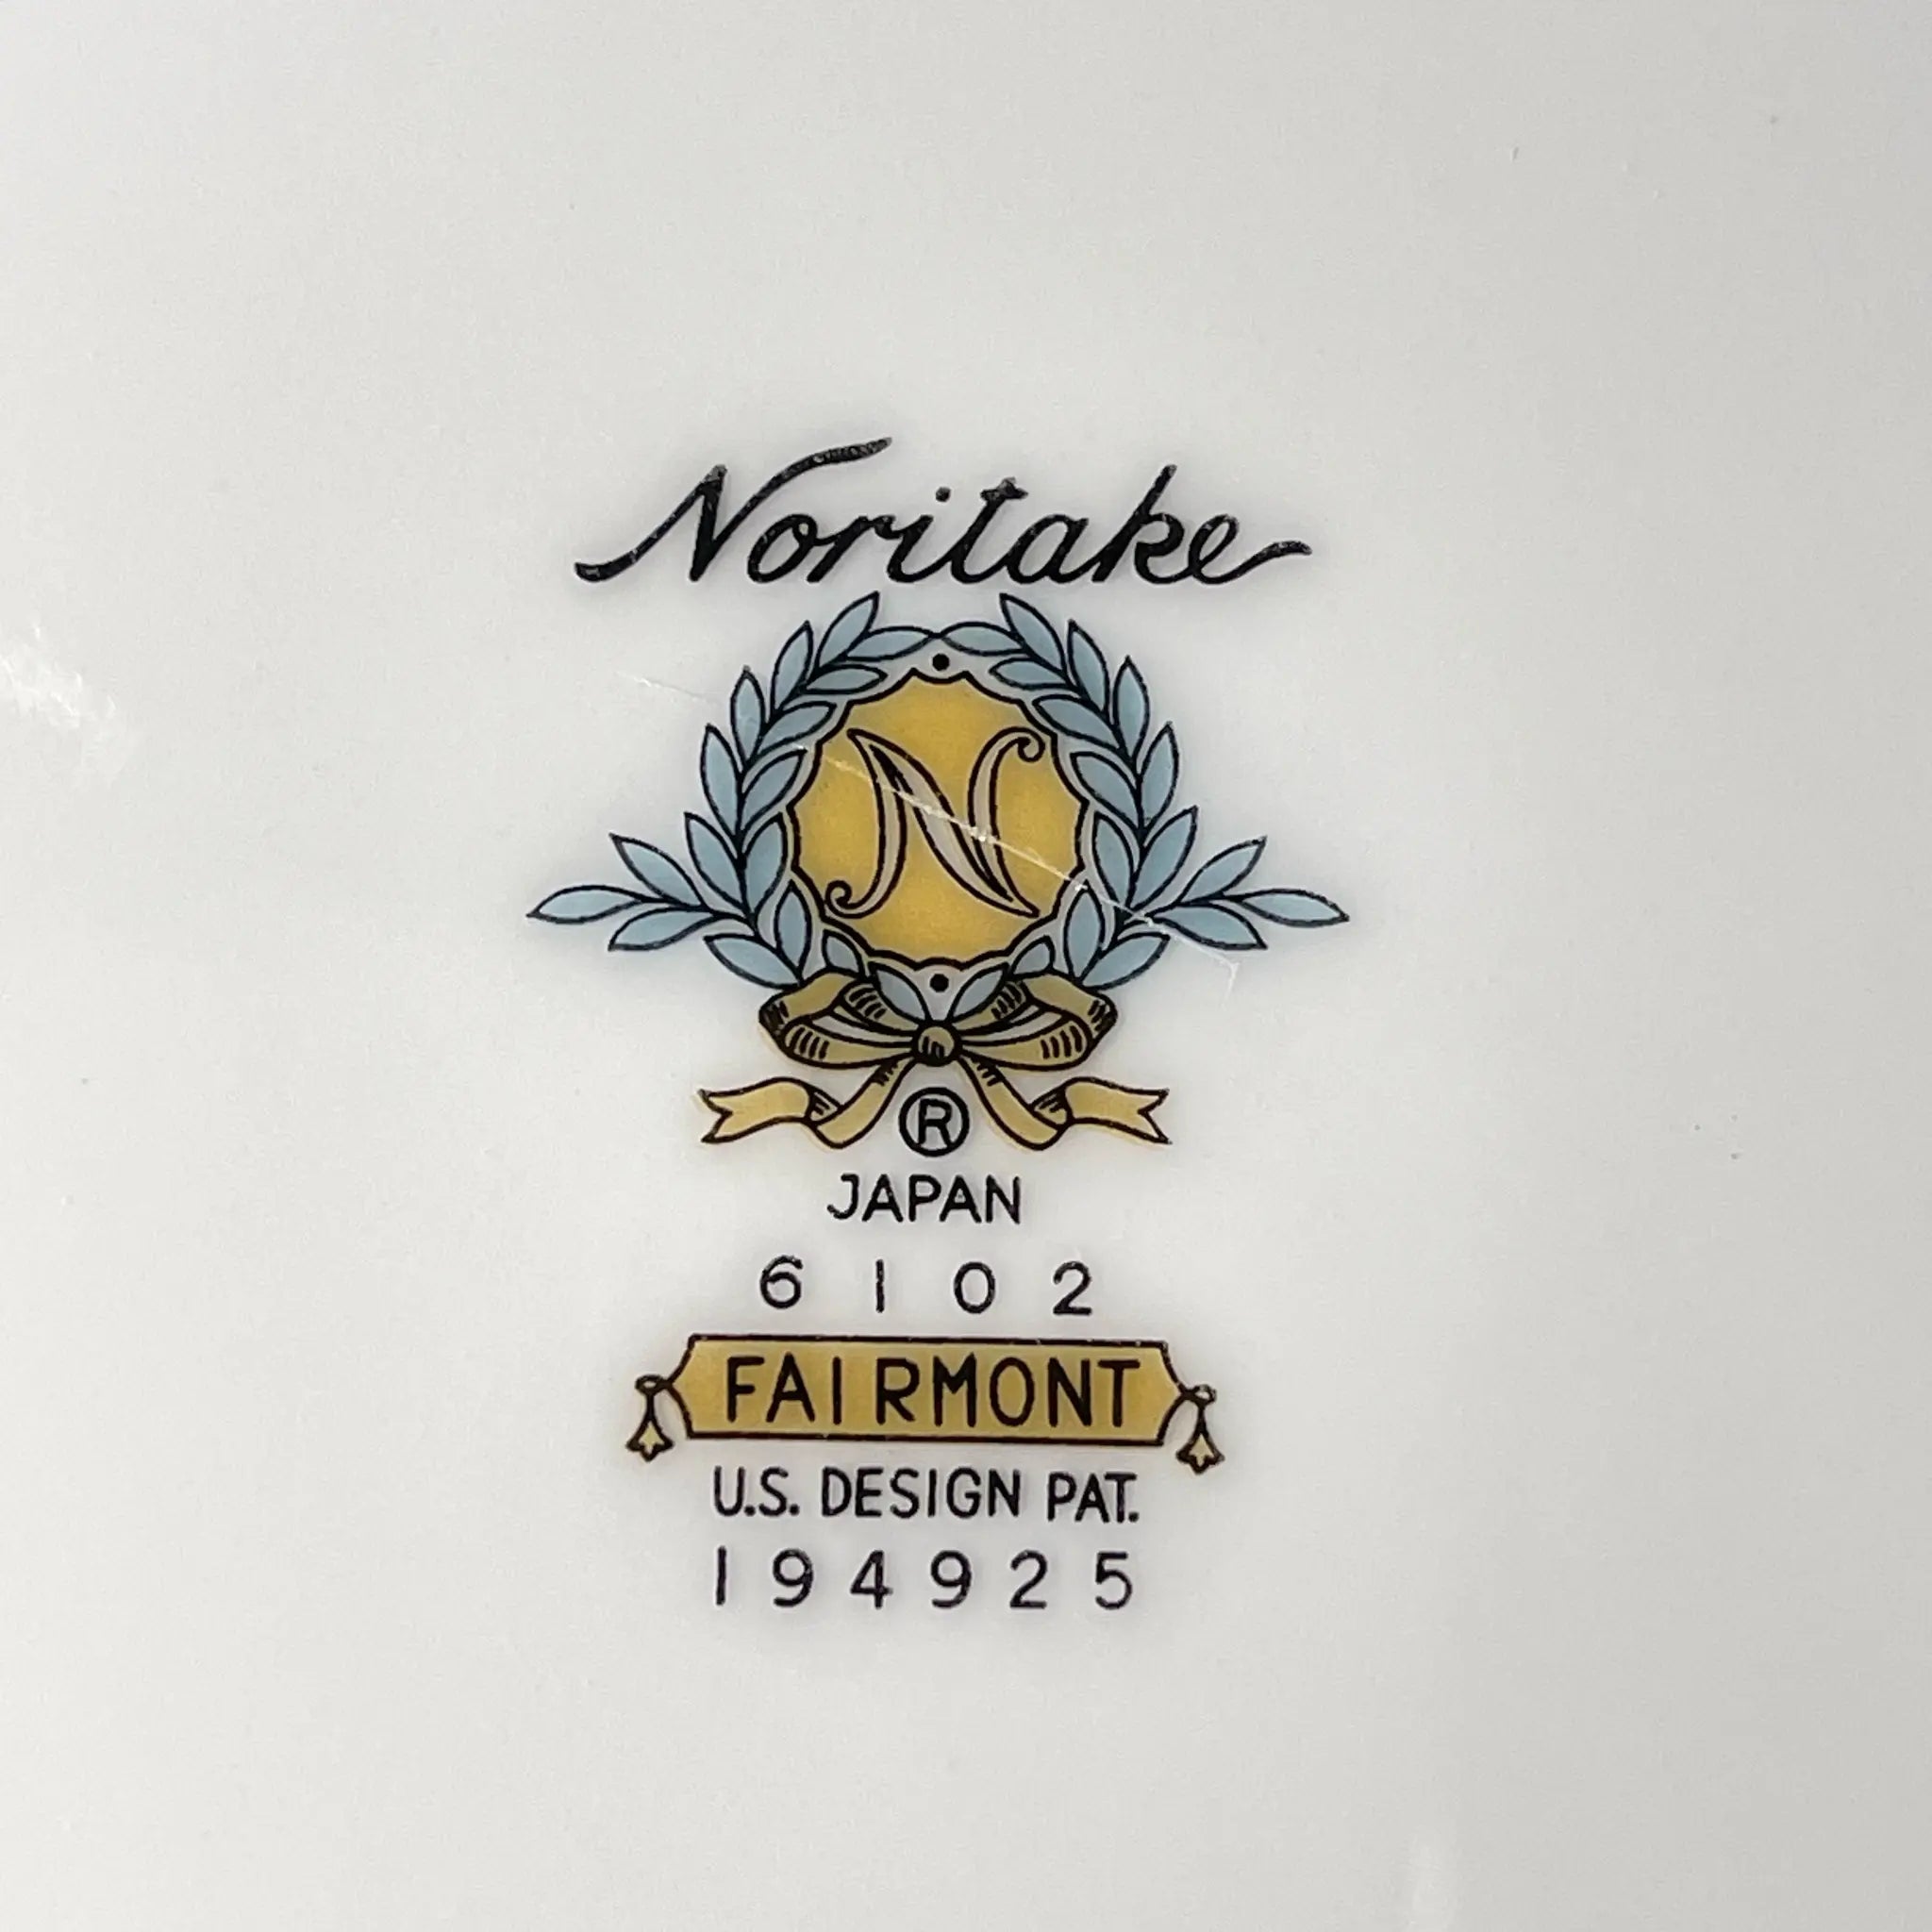 Noritake
N
®
JAPAN
6102
FAIRMONT
U.S. DESIGN PAT.
194925